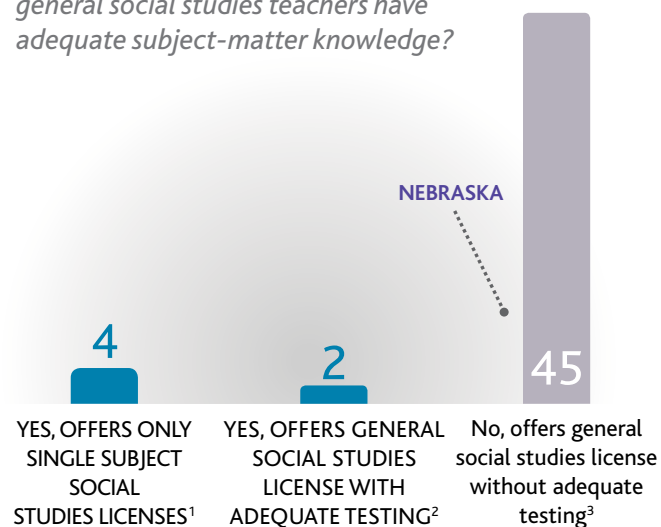 general social studies teachers have
adequate subject-matter knowledge?
NEBRASKA
4
2
45
YES, OFFERS ONLY
SINGLE SUBJECT
SOCIAL
STUDIES LICENSES¹
YES, OFFERS GENERAL
SOCIAL STUDIES
LICENSE WITH
ADEQUATE TESTING²
No, offers general
social studies license
without adequate
testing³